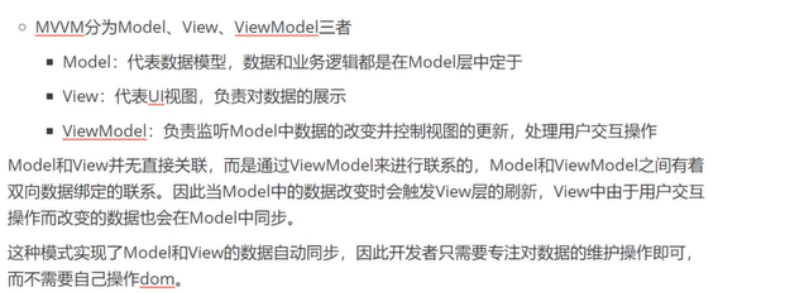 MVVM分为Model、View、ViewModel三者
Model：代表数据模型，数据和业务逻辑都是在Model层中定于
View：代表UI视图，负责对数据的展示
ViewModel：负责监听Model中数据的改变并控制视图的更新，处理用户交互操作
Model和View并无直接关联，而是通过ViewModel来进行联系的，Model和ViewModel之间有着
双向数据绑定的联系。因此当Model中的数据改变时会触发View层的刷新，View中由于用户交互
操作而改变的数据也会在Model中同步。
这种模式实现了Model和View的数据自动同步，因此开发者只需要专注对数据的维护操作即可，
而不需要自己操作dom。